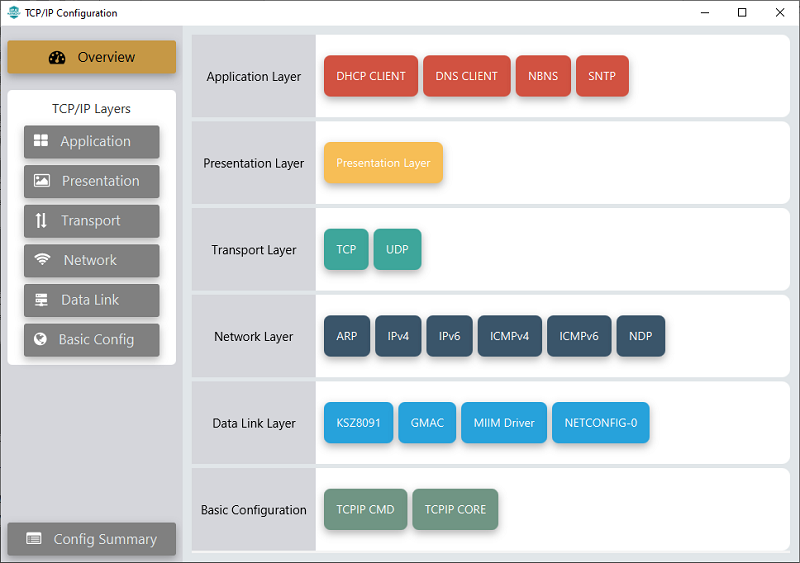 TCP/IP Configuration
Overview
TCP/IP Layers
Application
Presentation
Transport
Network
Data Link
Basic Config
Config Summary
Application Layer
DHCP CLIENT DNS CLIENT NBNS SNTP
Presentation Layer
Presentation Layer
Transport Layer
TCP UDP
Network Layer
ARP IPv4 IPv6 ICMPv4 ICMPv6 NDP
Data Link Layer
KSZ8091 GMAC MIIM Driver NETCONFIG-0
Basic Configuration
TCPIP CMD TCPIP CORE